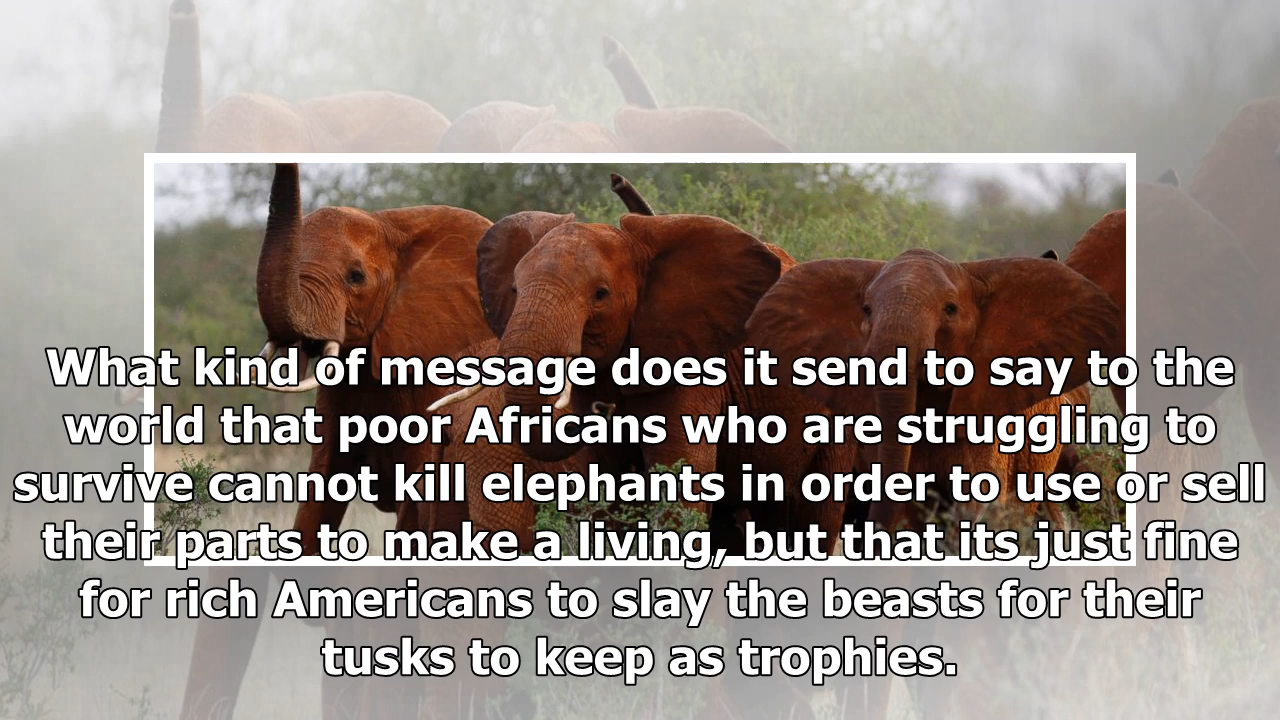 What kind of message does it send to say to the
world that poor Africans who are struggling to
survive cannot kill elephants in order to use or sell
their parts to make a living, but that its just fine
for rich Americans to slay the beasts for their
tusks to keep as trophies.